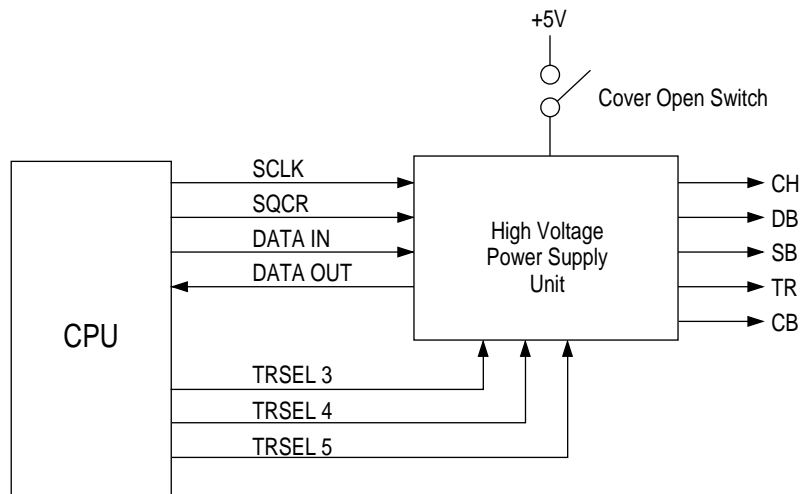 +5V
Cover Open Switch
SCLK
SQCR
DATA IN
DATA OUT
CPU
TRSEL 3
TRSEL 4
TRSEL 5
High Voltage
Power Supply
Unit
CH
DB
SB
TR
CB